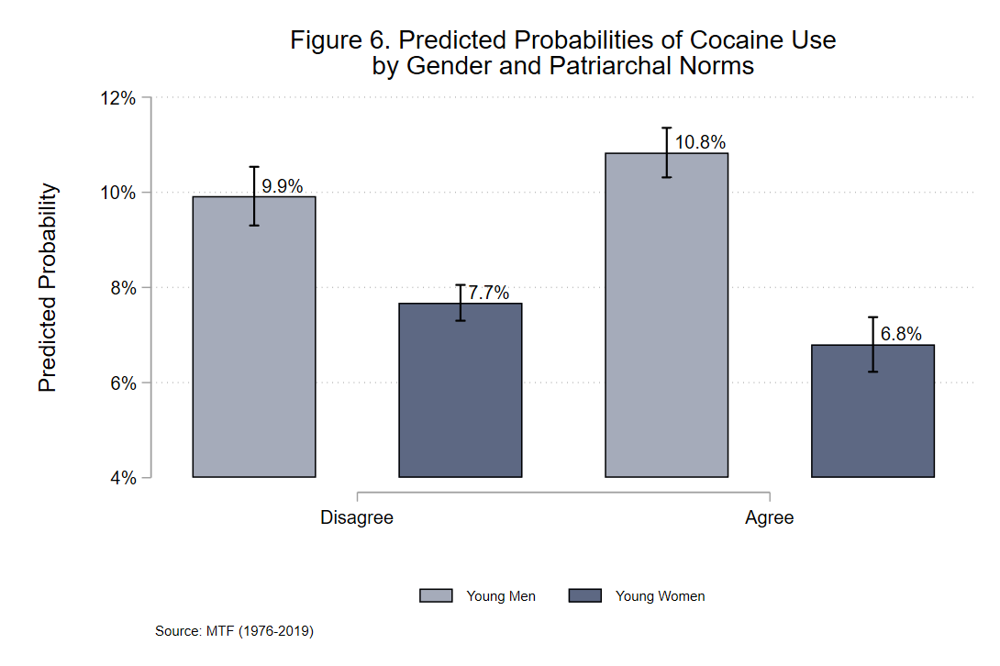 Figure 6. Predicted Probabilities of Cocaine Use
by Gender and Patriarchal Norms
Predicted Probability
12%
10%
8%
6%
4%
9.9%
7.7%
10.8%
6.8%
Disagree
Agree
Young Men
Young Women
Source: MTF (1976-2019)